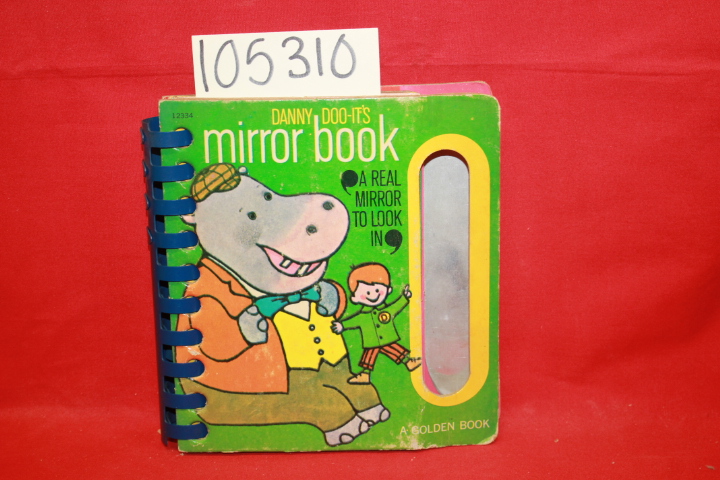 105310
12334
DANNY DOO-IT'S
mirror book
A REAL
MIRROR
TO LOOK
IN
D
A GOLDEN BOOK